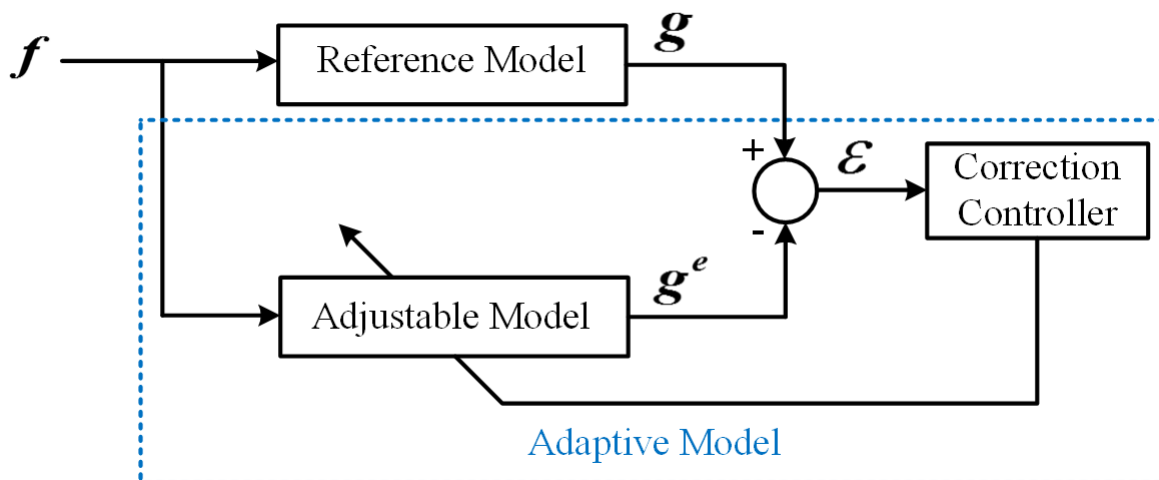 f
Reference Model
g
+
ε
Correction
Controller
-
g^e
Adjustable Model
Adaptive Model